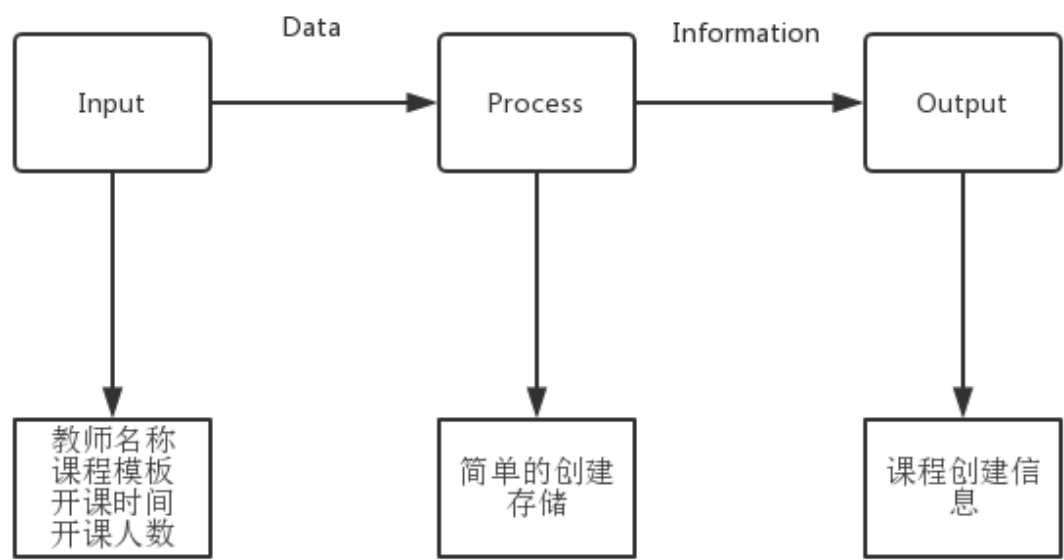 Data
Information
Input
Process
Output
教师名称
课程模板
开课时间
开课人数
简单的创建
存储
课程创建信
息